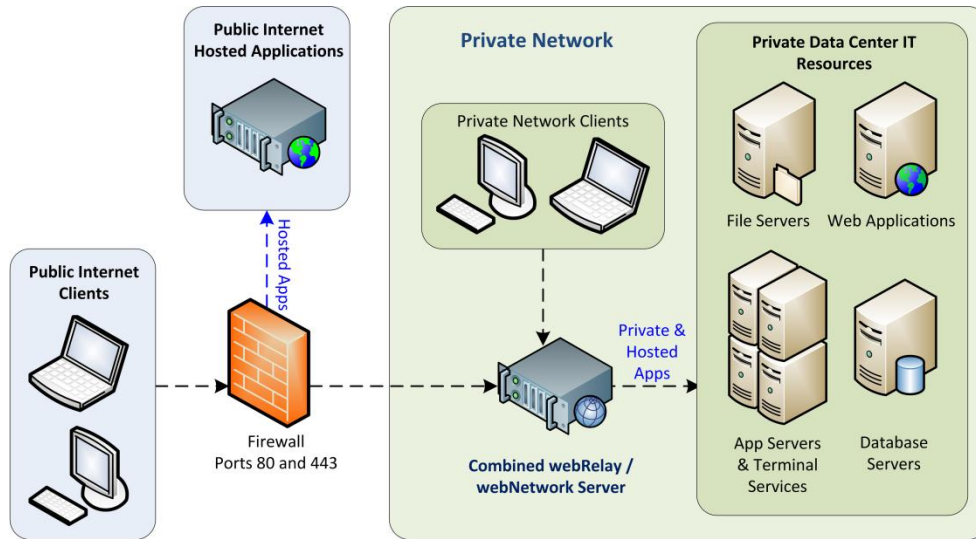 Public Internet
Hosted Applications
Hosted Apps
Public Internet
Clients
Firewall
Ports 80 and 443
Private Network
Private Network Clients
Combined webRelay /
webNetwork Server
Private &
Hosted
Apps
Private Data Center IT
Resources
File Servers
Web Applications
App Servers
& Terminal
Services
Database
Servers